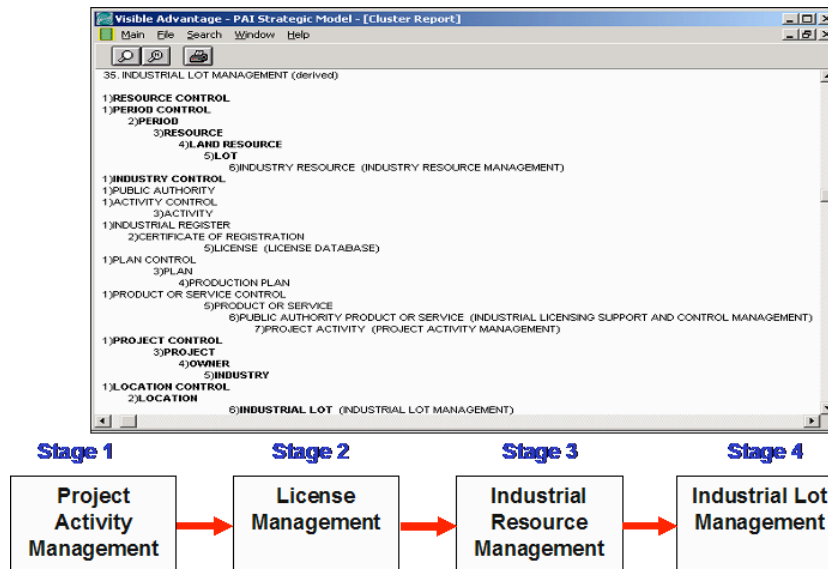 Visible Advantage - PAI Strategic Model - [Cluster Report]
Main File Search Window Help
35. INDUSTRIAL LOT MANAGEMENT (derived)
1)RESOURCE CONTROL
1)PERIOD CONTROL
2)PERIOD
3)RESOURCE
4)LAND RESOURCE
5)LOT
6)INDUSTRY RESOURCE (INDUSTRY RESOURCE MANAGEMENT)
1)INDUSTRY CONTROL
1)PUBLIC AUTHORITY
1)ACTIVITY CONTROL
3)ACTIVITY
1)INDUSTRIAL REGISTER
2)CERTIFICATE OF REGISTRATION
5)LICENSE (LICENSE DATABASE)
1)PLAN CONTROL
3)PLAN
4)PRODUCTION PLAN
1)PRODUCT OR SERVICE CONTROL
5)PRODUCT OR SERVICE
6)PUBLIC AUTHORITY PRODUCT OR SERVICE (INDUSTRIAL LICENSING SUPPORT AND CONTROL MANAGEMENT)
7)PROJECT ACTIVITY (PROJECT ACTIVITY MANAGEMENT)
1)PROJECT CONTROL
3)PROJECT
4)OWNER
5)INDUSTRY
1)LOCATION CONTROL
2)LOCATION
6)INDUSTRIAL LOT (INDUSTRIAL LOT MANAGEMENT)
Stage 1 Stage 2 Stage 3 Stage 4
Project
Activity
Management
License
Management
Industrial
Resource
Management
Industrial Lot
Management